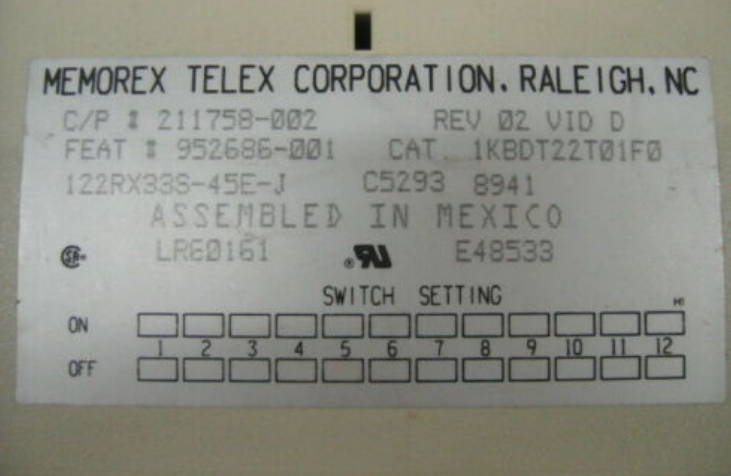 MEMOREX TELEX CORPORATION, RALEIGH, NC
C/P # 211758-002 REV 02 VID D
FEAT # 952686-001 CAT. 1KBDT22T01F0
122RX33S-45E-J C5293 8941
ASSEMBLED IN MEXICO
LR60161 E48533
SWITCH SETTING
ON
1 2 3 4 5 6 7 8 9 10 11 12
OFF